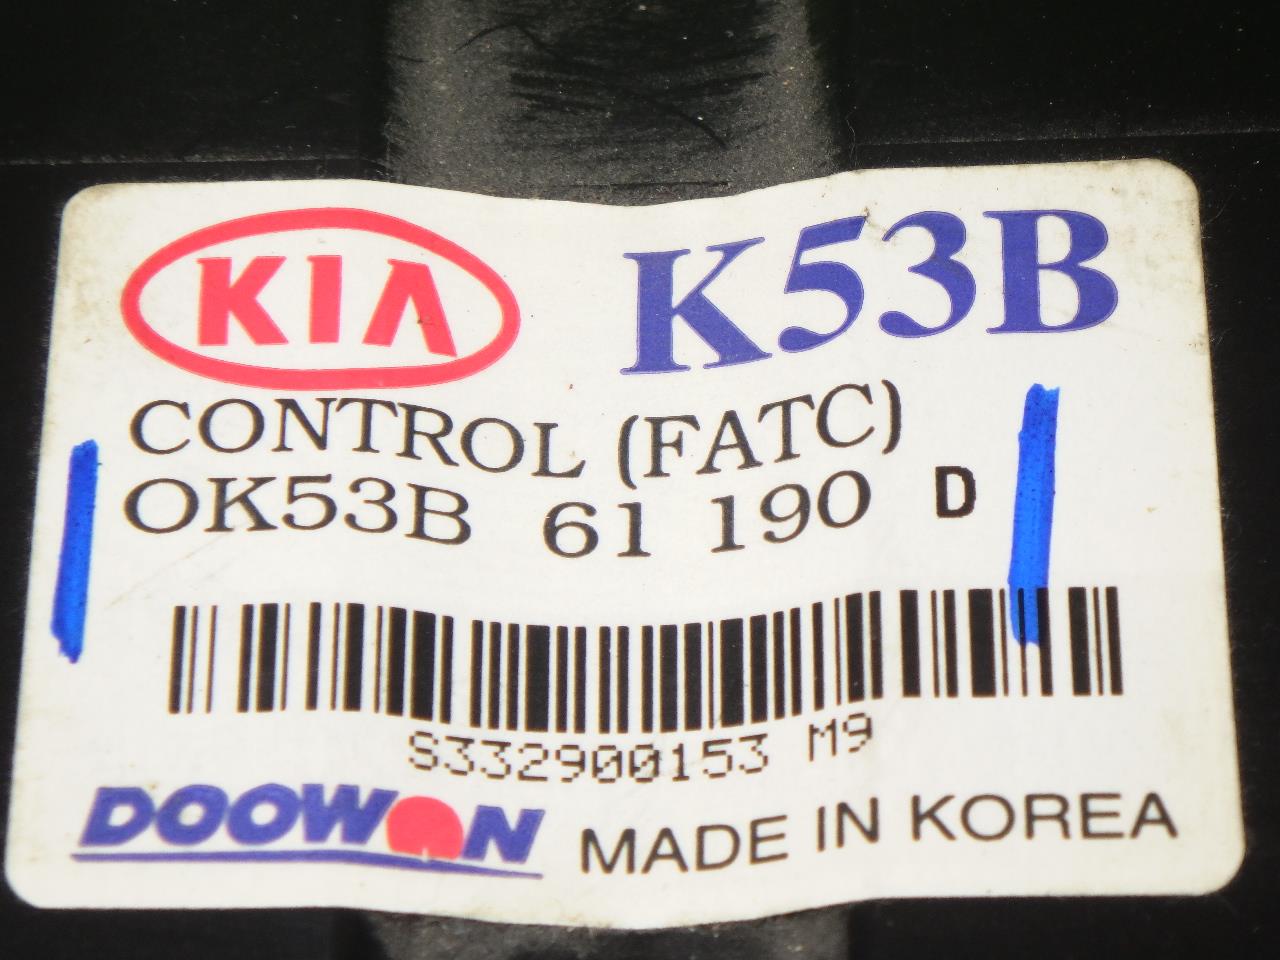 KIA K53B
CONTROL (FATC)
OK53B 61 190 D
S332900153 M9
DOOWON MADE IN KOREA